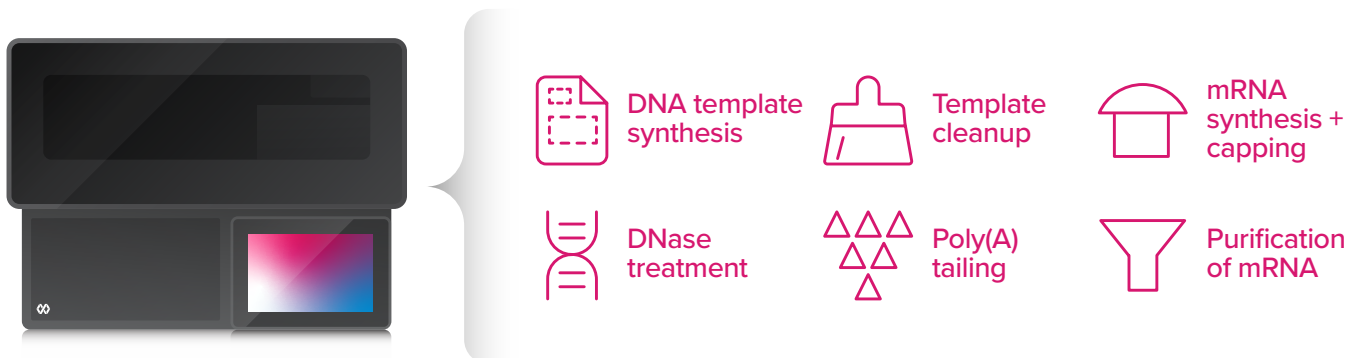 DNA template
synthesis
Template
cleanup
mRNA
synthesis +
capping
DNase
treatment
Poly(A)
tailing
Purification
of mRNA